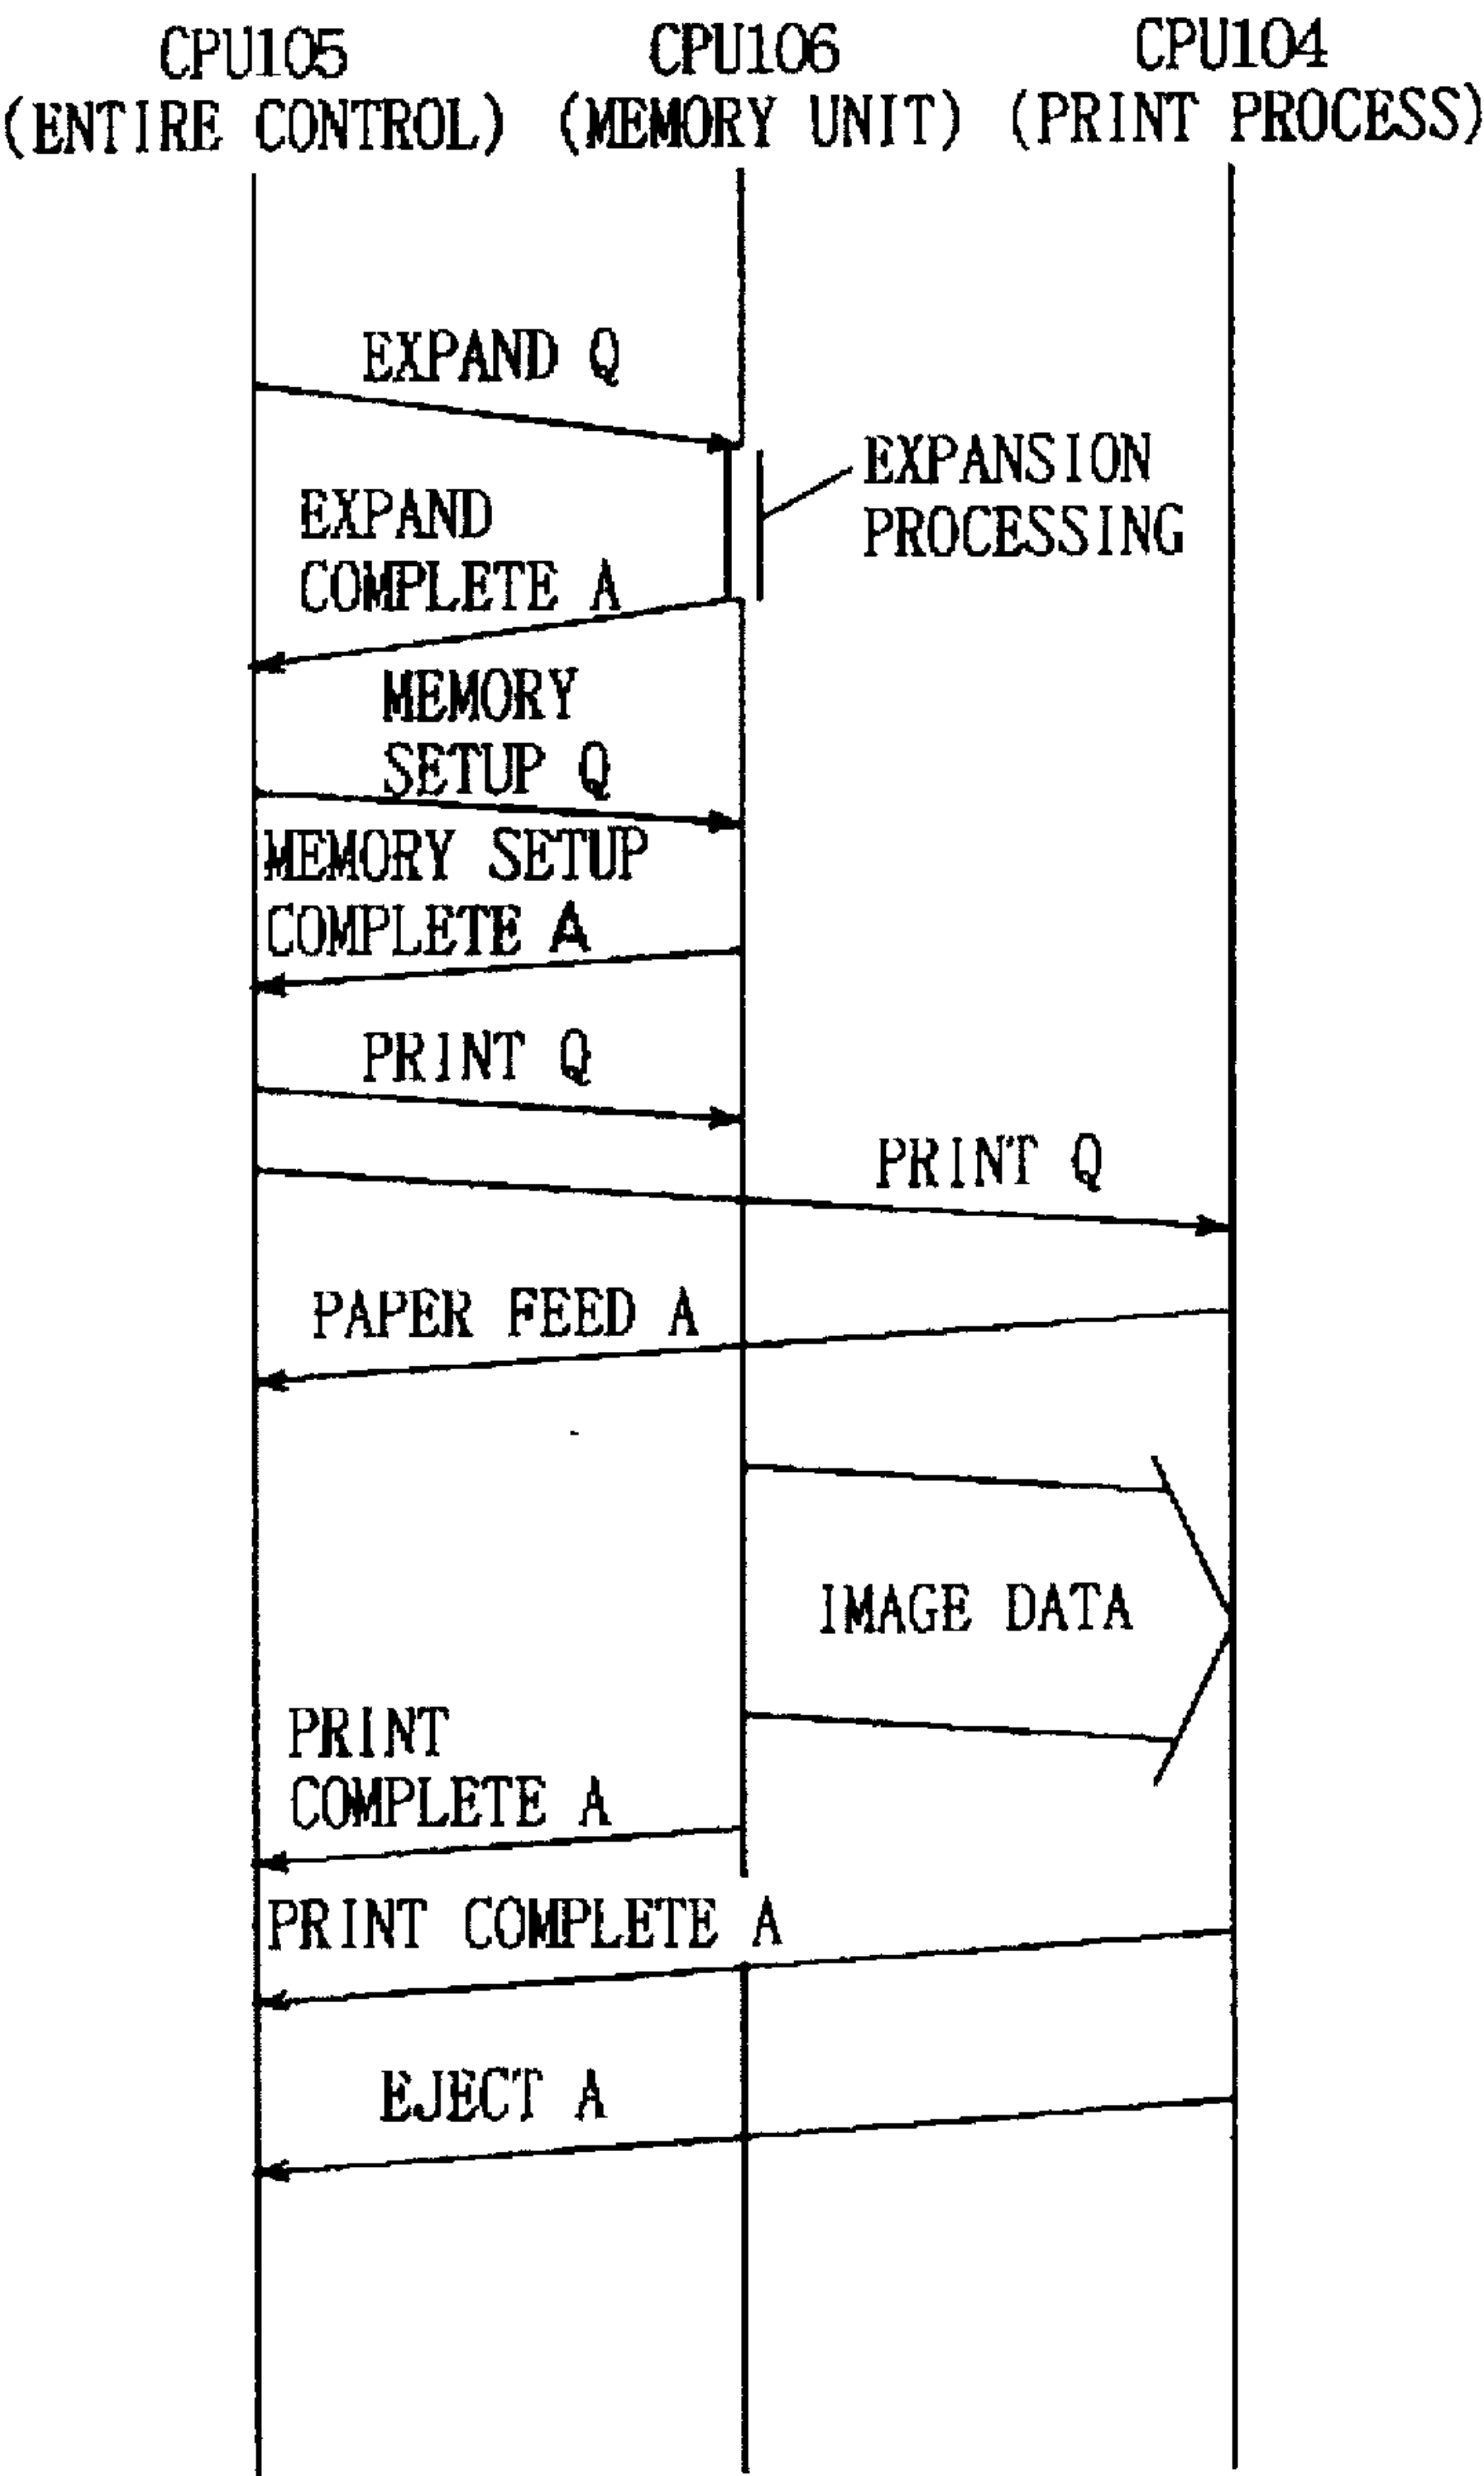 CPU105
(ENTIRE CONTROL)
CPU106
(MEMORY UNIT)
CPU104
(PRINT PROCESS)
EXPAND Q
EXPANSION
PROCESSING
EXPAND
COMPLETE A
MEMORY
SETUP Q
MEMORY SETUP
COMPLETE A
PRINT Q
PRINT Q
PAPER FEED A
IMAGE DATA
PRINT
COMPLETE A
PRINT COMPLETE A
EJECT A